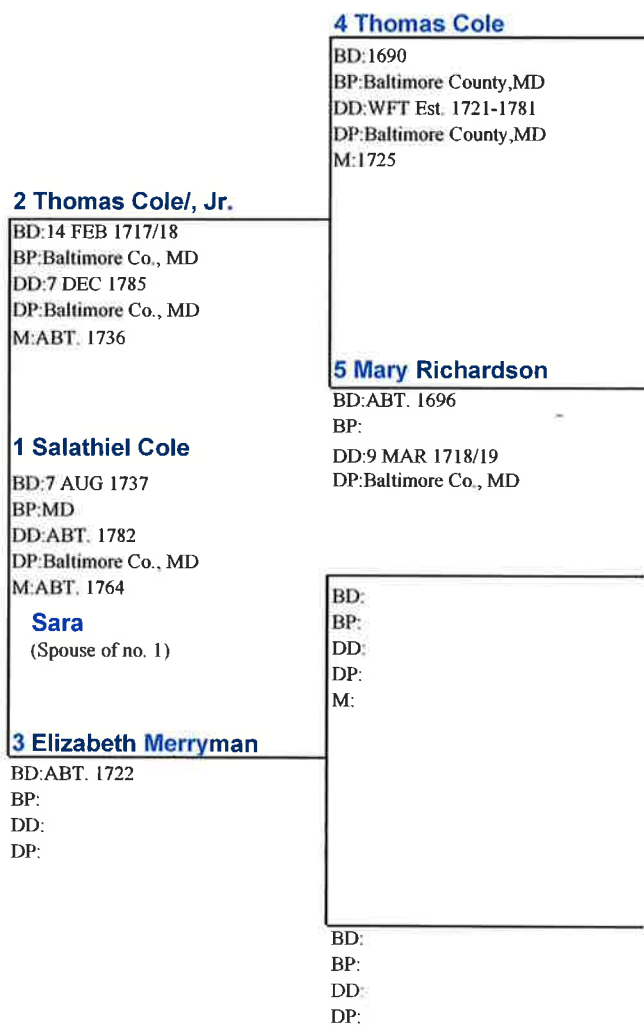 4 Thomas Cole
BD:1690
BP:Baltimore County,MD
DD:WFT Est. 1721-1781
DP:Baltimore County,MD
M:1725
2 Thomas Cole/, Jr.
BD:14 FEB 1717/18
BP:Baltimore Co., MD
DD:7 DEC 1785
DP:Baltimore Co., MD
M:ABT. 1736
5 Mary Richardson
BD:ABT. 1696
BP:
DD:9 MAR 1718/19
DP:Baltimore Co., MD
1 Salathiel Cole
BD:7 AUG 1737
BP:MD
DD:ABT. 1782
DP:Baltimore Co., MD
M:ABT. 1764
Sara
(Spouse of no. 1)
BD:
BP:
DD:
DP:
M:
3 Elizabeth Merryman
BD:ABT. 1722
BP:
DD:
DP:
BD:
BP:
DD:
DP: